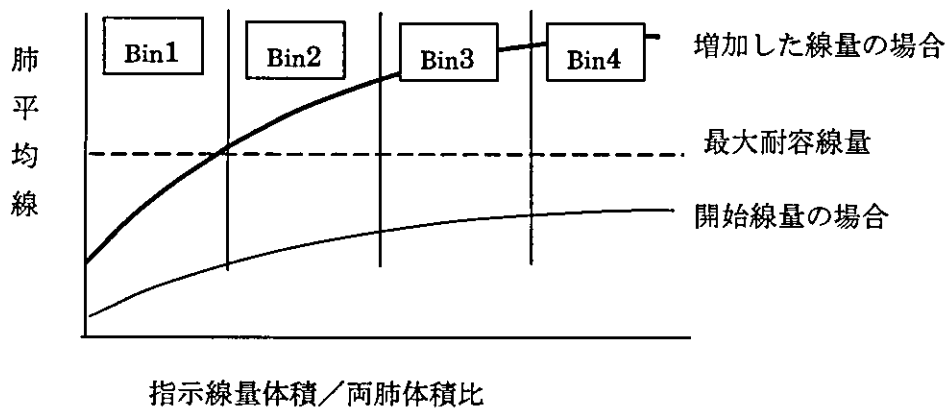 肺平均線
Bin1
Bin2
Bin3
Bin4
増加した線量の場合
最大耐容線量
開始線量の場合
指示線量体積／両肺体積比